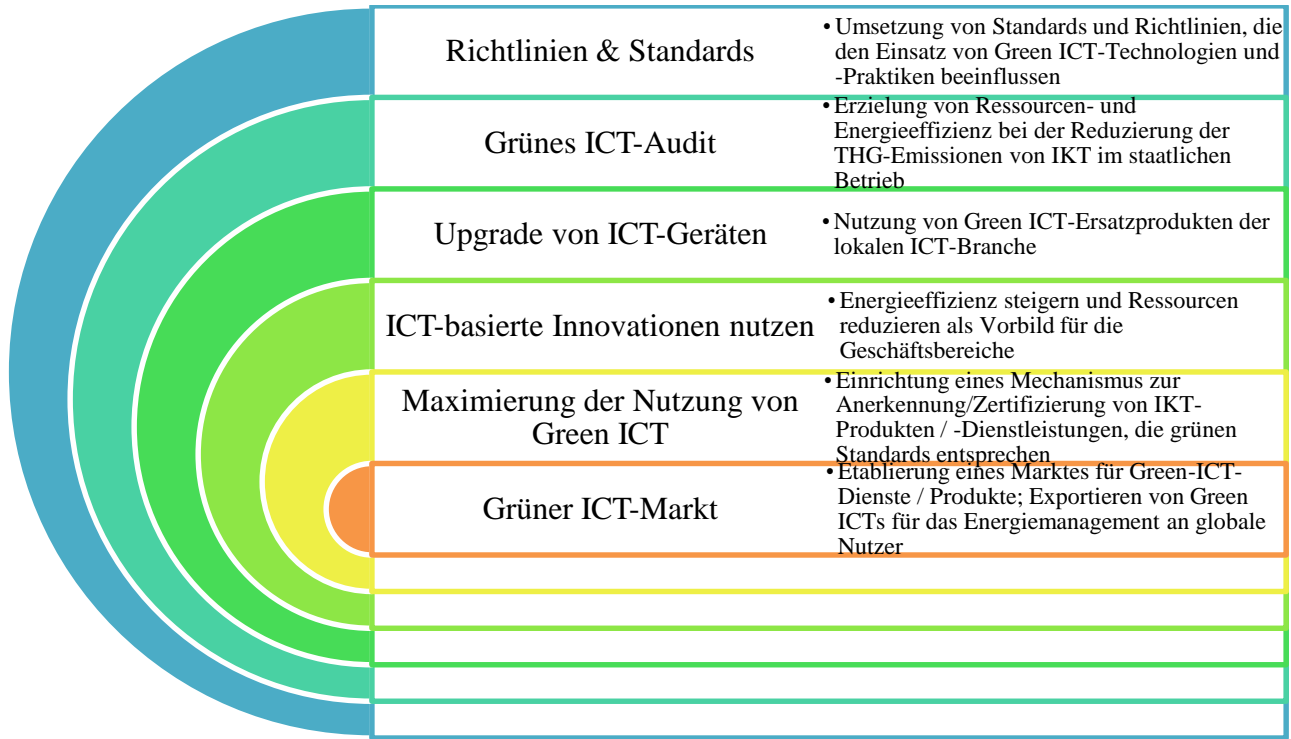 Richtlinien & Standards
• Umsetzung von Standards und Richtlinien, die
den Einsatz von Green ICT-Technologien und
-Praktiken beeinflussen
Grünes ICT-Audit
• Erzielung von Ressourcen- und
Energieeffizienz bei der Reduzierung der
THG-Emissionen von IKT im staatlichen
Betrieb
Upgrade von ICT-Geräten
• Nutzung von Green ICT-Ersatzprodukten der
lokalen ICT-Branche
ICT-basierte Innovationen nutzen
• Energieeffizienz steigern und Ressourcen
reduzieren als Vorbild für die
Geschäftsbereiche
Maximierung der Nutzung von
Green ICT
• Einrichtung eines Mechanismus zur
Anerkennung/Zertifizierung von IKT-
Produkten / -Dienstleistungen, die grünen
Standards entsprechen
Grüner ICT-Markt
• Etablierung eines Marktes für Green-ICT-
Dienste / Produkte; Exportieren von Green
ICTs für das Energiemanagement an globale
Nutzer